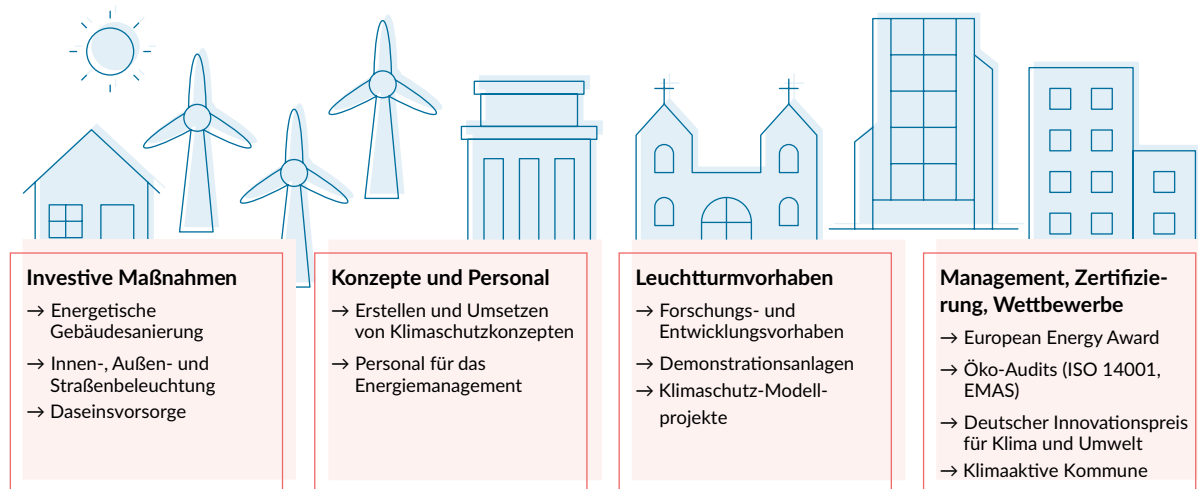 Investive Maßnahmen
→ Energetische
Gebäudesanierung
→ Innen-, Außen- und
Straßenbeleuchtung
→ Daseinsvorsorge
Konzepte und Personal
→ Erstellen und Umsetzen
von Klimaschutzkonzepten
→ Personal für das
Energiemanagement
Leuchtturmvorhaben
→ Forschungs- und
Entwicklungsvorhaben
→ Demonstrationsanlagen
→ Klimaschutz-Modell-
projekte
Management, Zertifizie-
rung, Wettbewerbe
→ European Energy Award
→ Öko-Audits (ISO 14001,
EMAS)
→ Deutscher Innovationspreis
für Klima und Umwelt
→ Klimaaktive Kommune